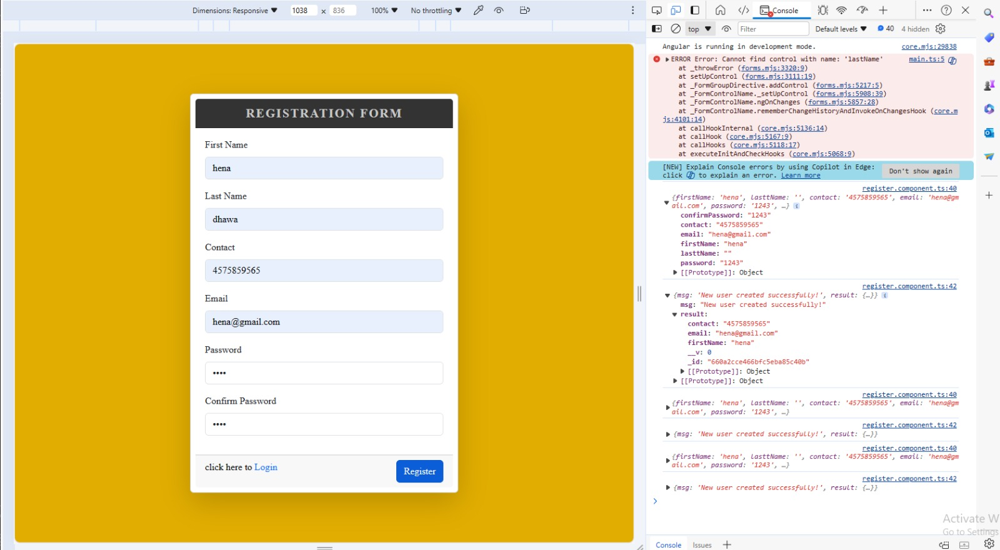 Dimensions: Responsive ▼ 1038 x 836 100% ▼ No throttling ▼
REGISTRATION FORM
First Name
hena
Last Name
dhawa
Contact
4575859565
Email
hena@gmail.com
Password
••••
Confirm Password
••••
click here to Login
Register
Console
top ▼ Filter Default levels ▼ 40 4 hidden
Angular is running in development mode. core.mjs:29838
ERROR Error: Cannot find control with name: 'lastName' main.ts:5
at _throwError (forms.mjs:3320:9)
at setUpControl (forms.mjs:3111:19)
at _FormGroupDirective.addControl (forms.mjs:5217:5)
at _FormControlName._setUpControl (forms.mjs:5908:39)
at _FormControlName.ngOnChanges (forms.mjs:5857:28)
at _FormControlName.rememberChangeHistoryAndInvokeOnChangesHook (core.m
js:4101:14)
at callHookInternal (core.mjs:5136:14)
at callHook (core.mjs:5167:9)
at callHooks (core.mjs:5118:17)
at executeInitAndCheckHooks (core.mjs:5068:9)
[NEW] Explain Console errors by using Copilot in Edge:
click to explain an error. Learn more
Don't show again
register.component.ts:40
{firstName: 'hena', lasttName: '', contact: '4575859565', email: 'hena@gm
ail.com', password: '1243', …}
confirmPassword: "1243"
contact: "4575859565"
email: "hena@gmail.com"
firstName: "hena"
lasttName: ""
password: "1243"
[[Prototype]]: Object
register.component.ts:42
{msg: 'New user created successfully!', result: {…}}
msg: "New user created successfully!"
result:
contact: "4575859565"
email: "hena@gmail.com"
firstName: "hena"
__v: 0
_id: "660a2cce466bfc5eba85c40b"
[[Prototype]]: Object
[[Prototype]]: Object
register.component.ts:40
{firstName: 'hena', lasttName: '', contact: '4575859565', email: 'hena@gm
ail.com', password: '1243', …}
register.component.ts:42
{msg: 'New user created successfully!', result: {…}}
register.component.ts:40
{firstName: 'hena', lasttName: '', contact: '4575859565', email: 'hena@gm
ail.com', password: '1243', …}
register.component.ts:42
{msg: 'New user created successfully!', result: {…}}
Activate W
Go to Settings
Console Issues